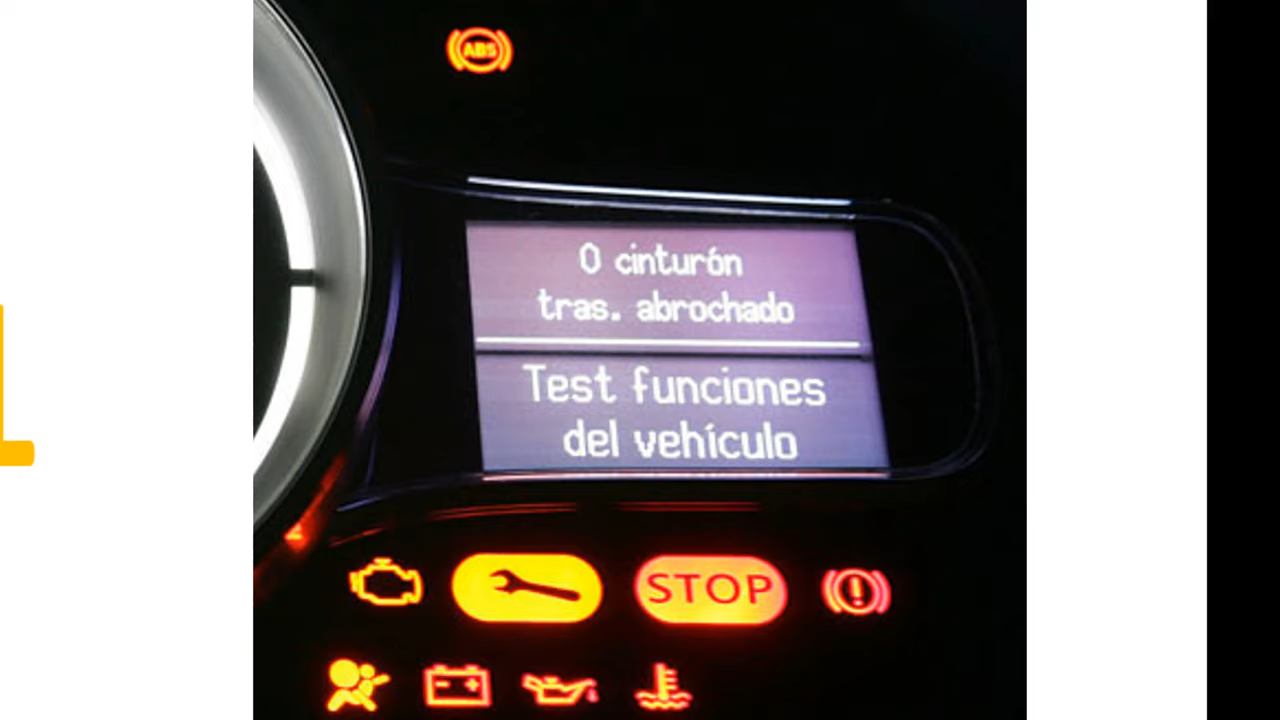 ABS
0 cinturón
tras. abrochado
Test funciones
del vehículo
STOP